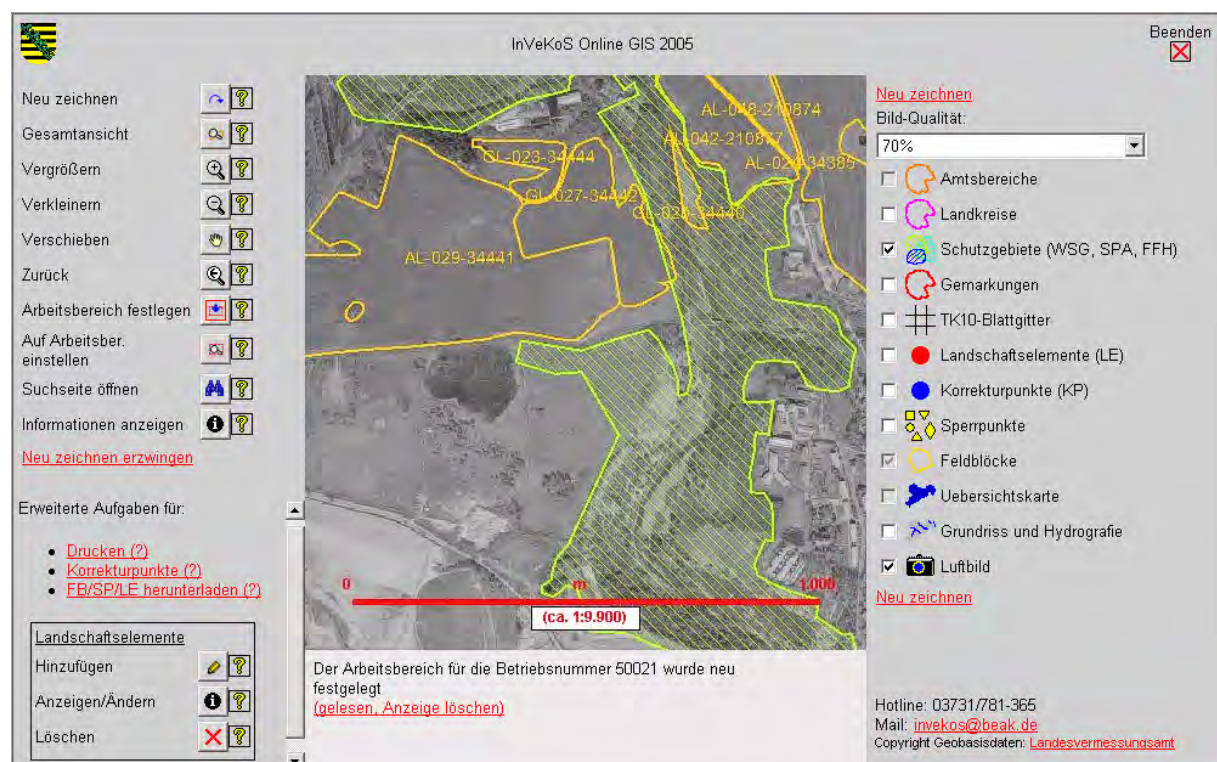 InVeKoS Online GIS 2005
Beenden
Neu zeichnen
Gesamtansicht
Vergrößern
Verkleinern
Verschieben
Zurück
Arbeitsbereich festlegen
Auf Arbeitsber.
einstellen
Suchseite öffnen
Informationen anzeigen
Neu zeichnen erzwingen
Erweiterte Aufgaben für:
Drucken (?)
Korrekturpunkte (?)
FB/SP/LE herunterladen (?)
Landschaftselemente
Hinzufügen
Anzeigen/Ändern
Löschen
AL-048-210874
AL-042-210877
GL-023-34444
GL-027-34442
AL-029-34441
0 m 1.000
(ca. 1:9.900)
Der Arbeitsbereich für die Betriebsnummer 50021 wurde neu
festgelegt
(gelesen, Anzeige löschen)
Neu zeichnen
Bild-Qualität:
70%
Amtsbereiche
Landkreise
Schutzgebiete (WSG, SPA, FFH)
Gemarkungen
TK10-Blattgitter
Landschaftselemente (LE)
Korrekturpunkte (KP)
Sperrpunkte
Feldblöcke
Uebersichtskarte
Grundriss und Hydrografie
Luftbild
Neu zeichnen
Hotline: 03731/781-365
Mail: invekos@beak.de
Copyright Geobasisdaten: Landesvermessungsamt